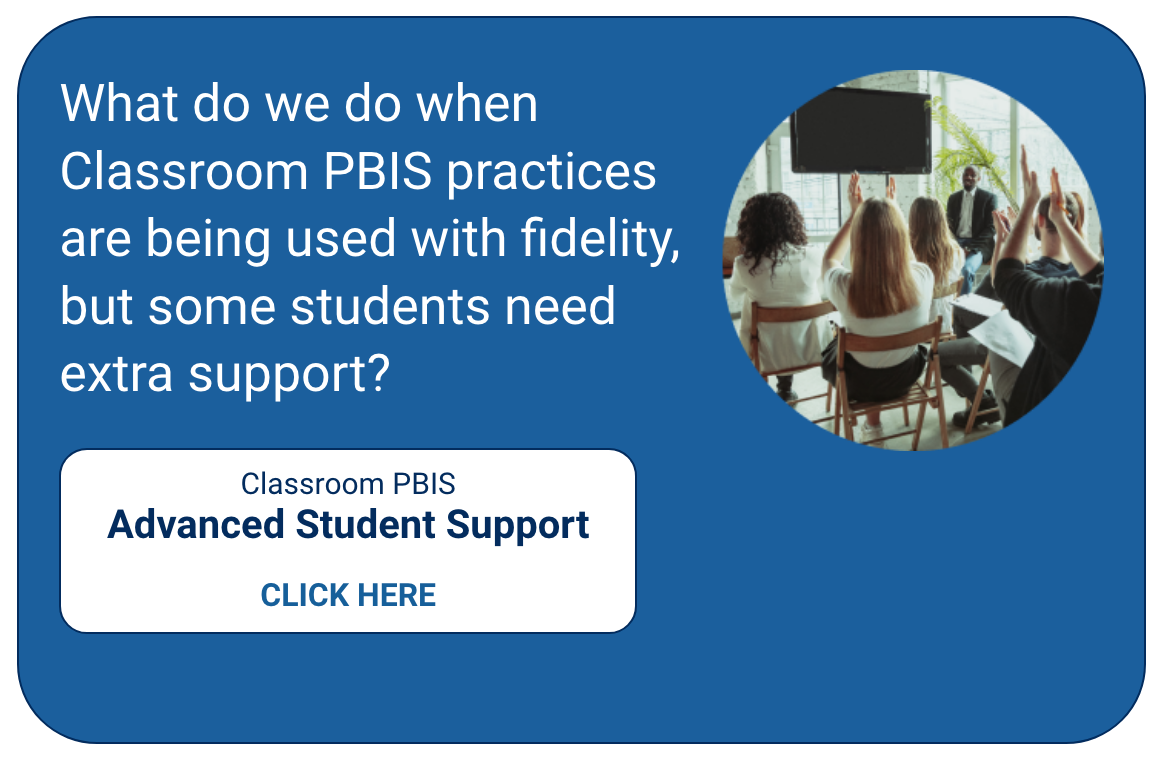 What do we do when
Classroom PBIS practices
are being used with fidelity,
but some students need
extra support?
Classroom PBIS
Advanced Student Support
CLICK HERE